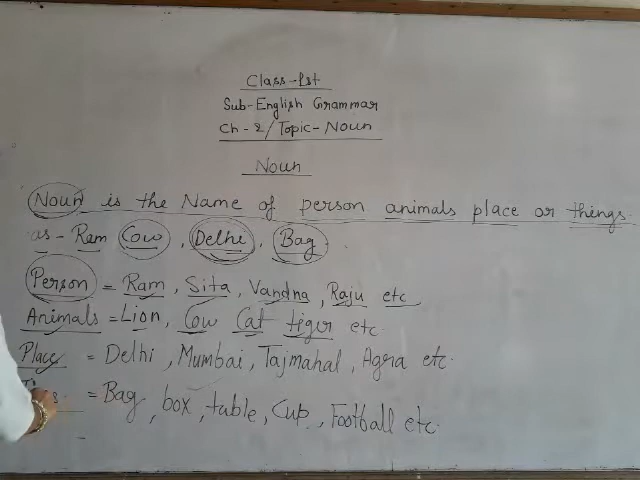 Class-Ist
Sub-English Grammar
Ch-2/Topic-Noun
Noun
Noun is the Name of person animals place or things.
as- Ram Cow, Delhi, Bag.
Person = Ram, Sita, Vandna, Raju etc
Animals = Lion, Cow Cat tiger etc
Place = Delhi, Mumbai, Tajmahal, Agra etc.
= Bag, box, table, Cup, Football etc.